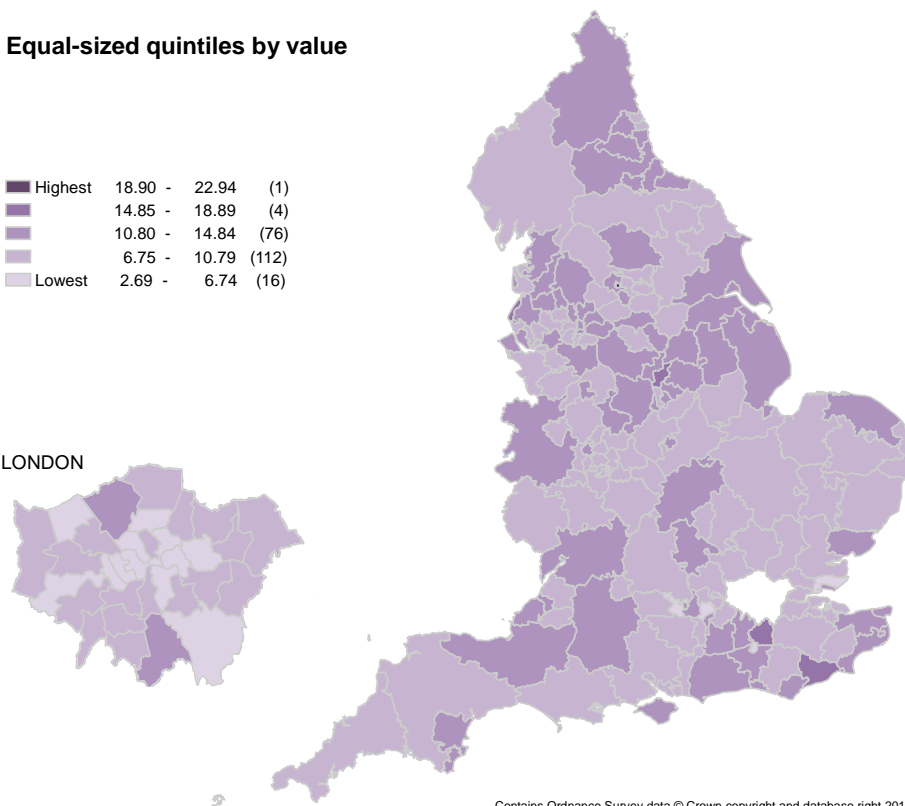 Equal-sized quintiles by value
Highest 18.90 - 22.94 (1)
14.85 - 18.89 (4)
10.80 - 14.84 (76)
6.75 - 10.79 (112)
Lowest 2.69 - 6.74 (16)
LONDON
Contains Ordnance Survey data © Crown copyright and database right 201